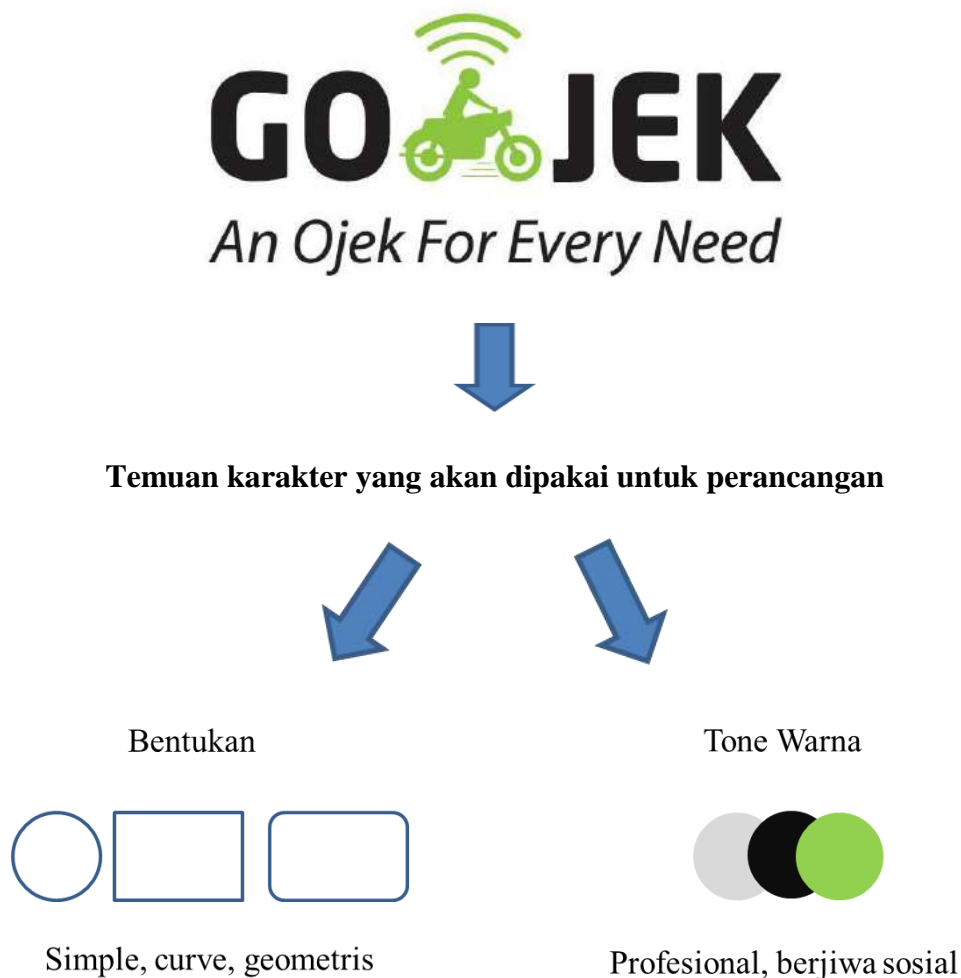 GO JEK
An Ojek For Every Need
Temuan karakter yang akan dipakai untuk perancangan
Bentukan
Tone Warna
Simple, curve, geometris
Profesional, berjiwa sosial